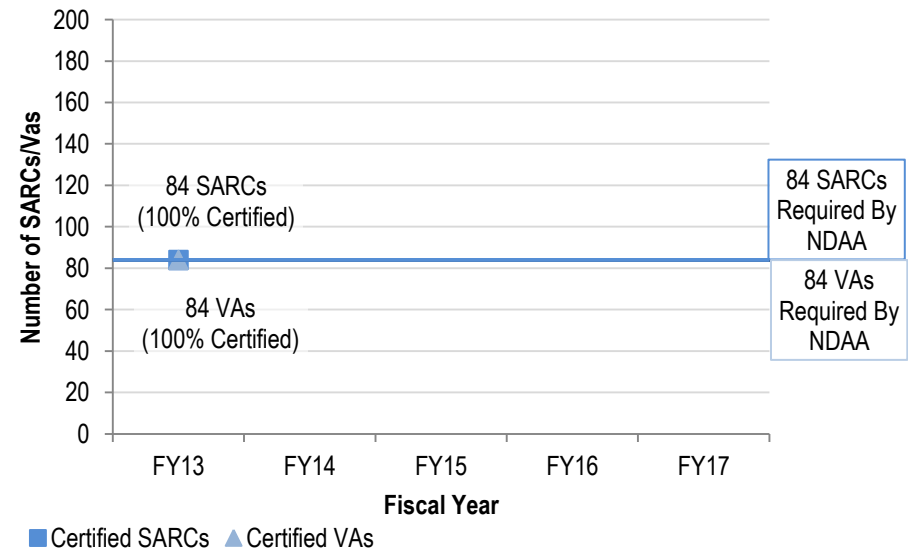 Number of SARCs/Vas
200
180
160
140
120
100
80
60
40
20
0
84 SARCs
(100% Certified)
84 VAs
(100% Certified)
84 SARCs
Required By
NDAA
84 VAs
Required By
NDAA
FY13 FY14 FY15 FY16 FY17
Fiscal Year
Certified SARCs Certified VAs